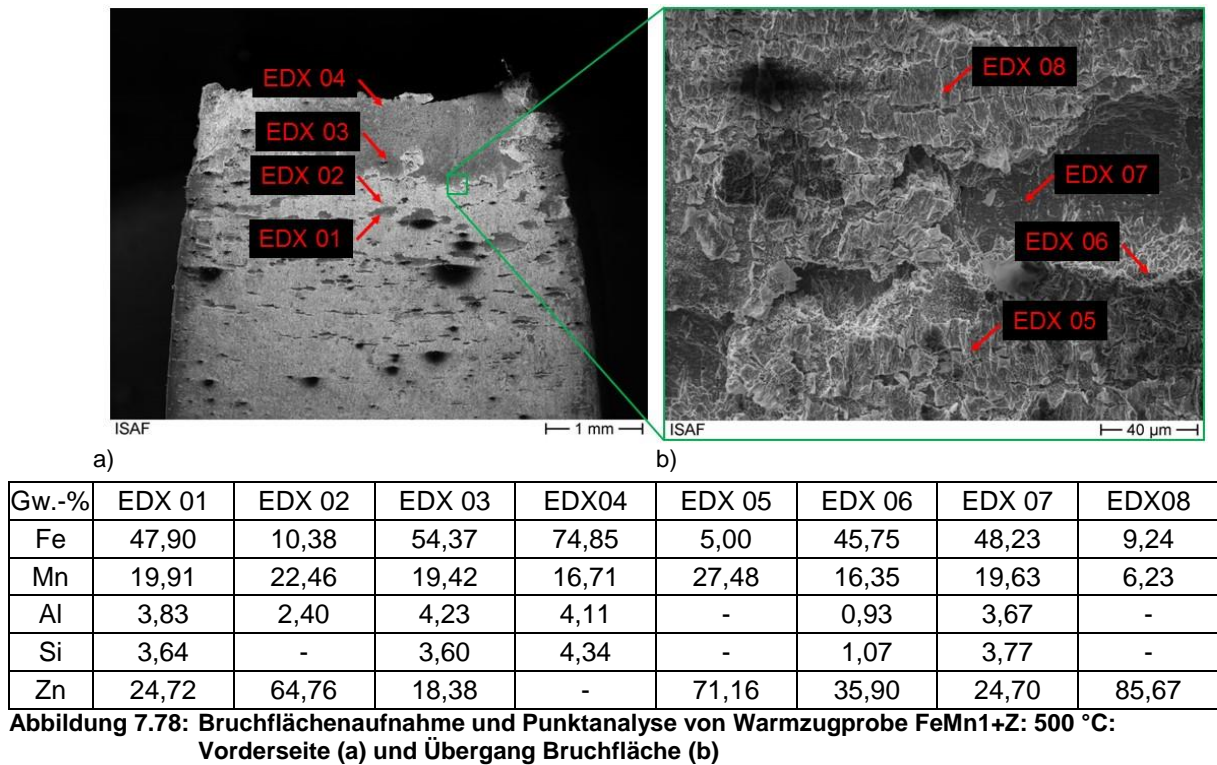 EDX 04
EDX 03
EDX 02
EDX 01
ISAF
1 mm
EDX 08
EDX 07
EDX 06
EDX 05
ISAF
40 µm
a)
b)
Gw.-% EDX 01 EDX 02 EDX 03 EDX04 EDX 05 EDX 06 EDX 07 EDX08
Fe 47,90 10,38 54,37 74,85 5,00 45,75 48,23 9,24
Mn 19,91 22,46 19,42 16,71 27,48 16,35 19,63 6,23
Al 3,83 2,40 4,23 4,11 - 0,93 3,67 -
Si 3,64 - 3,60 4,34 - 1,07 3,77 -
Zn 24,72 64,76 18,38 - 71,16 35,90 24,70 85,67
Abbildung 7.78: Bruchflächenaufnahme und Punktanalyse von Warmzugprobe FeMn1+Z: 500 °C:
Vorderseite (a) und Übergang Bruchfläche (b)